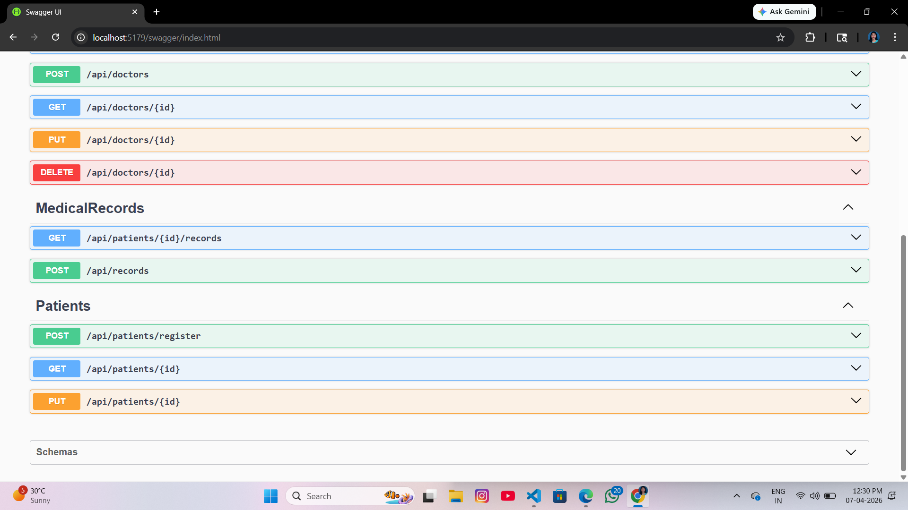 Swagger UI
Ask Gemini
localhost:5179/swagger/index.html
POST /api/doctors
GET /api/doctors/{id}
PUT /api/doctors/{id}
DELETE /api/doctors/{id}
MedicalRecords
GET /api/patients/{id}/records
POST /api/records
Patients
POST /api/patients/register
GET /api/patients/{id}
PUT /api/patients/{id}
Schemas
5
30°C
Sunny
Search
20
ENG
IN
12:30 PM
07-04-2026